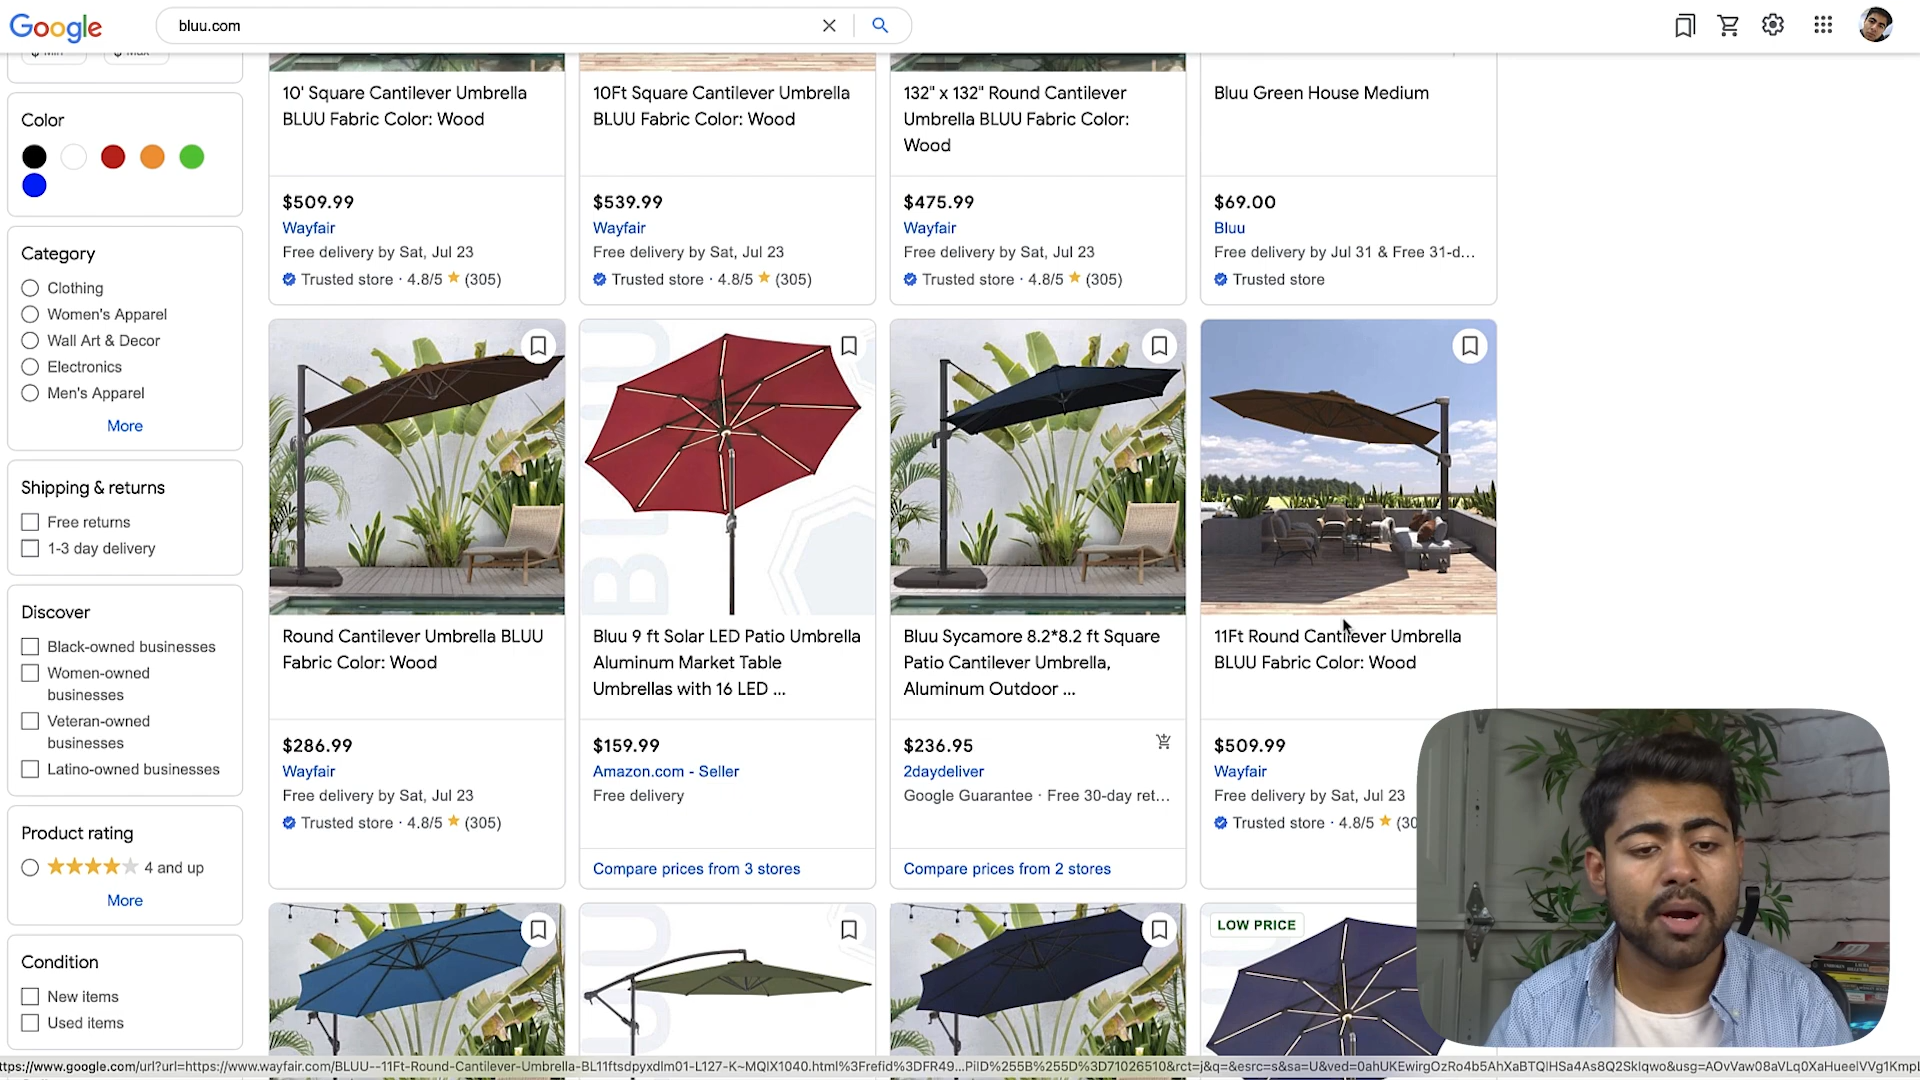 Google
bluu.com
Color
Category
Clothing
Women's Apparel
Wall Art & Decor
Electronics
Men's Apparel
More
Shipping & returns
Free returns
1-3 day delivery
Discover
Black-owned businesses
Women-owned
businesses
Veteran-owned
businesses
Latino-owned businesses
Product rating
4 and up
More
Condition
New items
Used items
10' Square Cantilever Umbrella
BLUU Fabric Color: Wood
$509.99
Wayfair
Free delivery by Sat, Jul 23
Trusted store · 4.8/5 ★ (305)
10Ft Square Cantilever Umbrella
BLUU Fabric Color: Wood
$539.99
Wayfair
Free delivery by Sat, Jul 23
Trusted store · 4.8/5 ★ (305)
132" x 132" Round Cantilever
Umbrella BLUU Fabric Color:
Wood
$475.99
Wayfair
Free delivery by Sat, Jul 23
Trusted store · 4.8/5 ★ (305)
Bluu Green House Medium
$69.00
Bluu
Free delivery by Jul 31 & Free 31-d...
Trusted store
Round Cantilever Umbrella BLUU
Fabric Color: Wood
$286.99
Wayfair
Free delivery by Sat, Jul 23
Trusted store · 4.8/5 ★ (305)
BLUU
Bluu 9 ft Solar LED Patio Umbrella
Aluminum Market Table
Umbrellas with 16 LED ...
$159.99
Amazon.com - Seller
Free delivery
Compare prices from 3 stores
Bluu Sycamore 8.2*8.2 ft Square
Patio Cantilever Umbrella,
Aluminum Outdoor ...
$236.95
2daydeliver
Google Guarantee · Free 30-day ret...
Compare prices from 2 stores
11Ft Round Cantilever Umbrella
BLUU Fabric Color: Wood
$509.99
Wayfair
Free delivery by Sat, Jul 23
Trusted store · 4.8/5 ★ (30
LOW PRICE